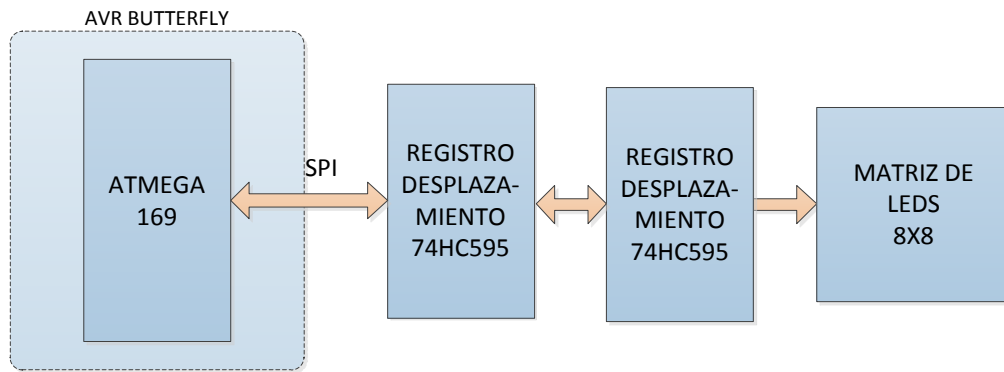 AVR BUTTERFLY
ATMEGA
169
SPI
REGISTRO
DESPLAZA-
MIENTO
74HC595
REGISTRO
DESPLAZA-
MIENTO
74HC595
MATRIZ DE
LEDS
8X8